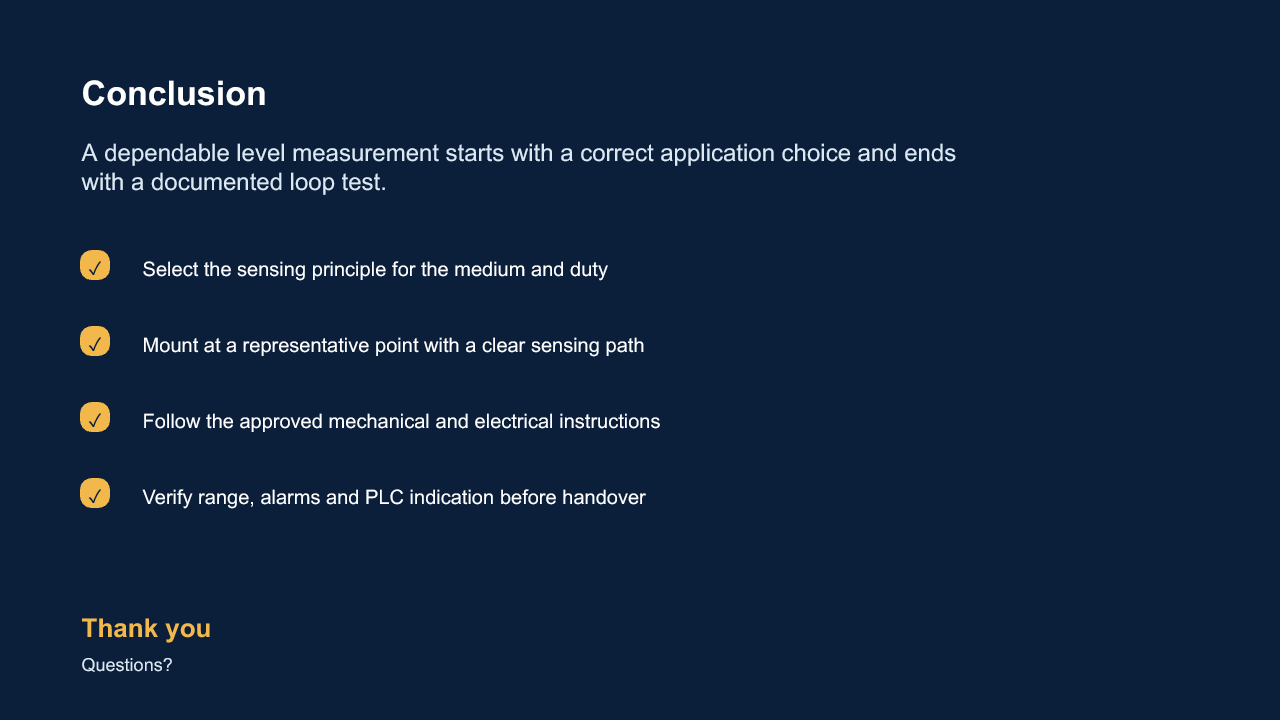 Conclusion
A dependable level measurement starts with a correct application choice and ends
with a documented loop test.
✓ Select the sensing principle for the medium and duty
✓ Mount at a representative point with a clear sensing path
✓ Follow the approved mechanical and electrical instructions
✓ Verify range, alarms and PLC indication before handover
Thank you
Questions?